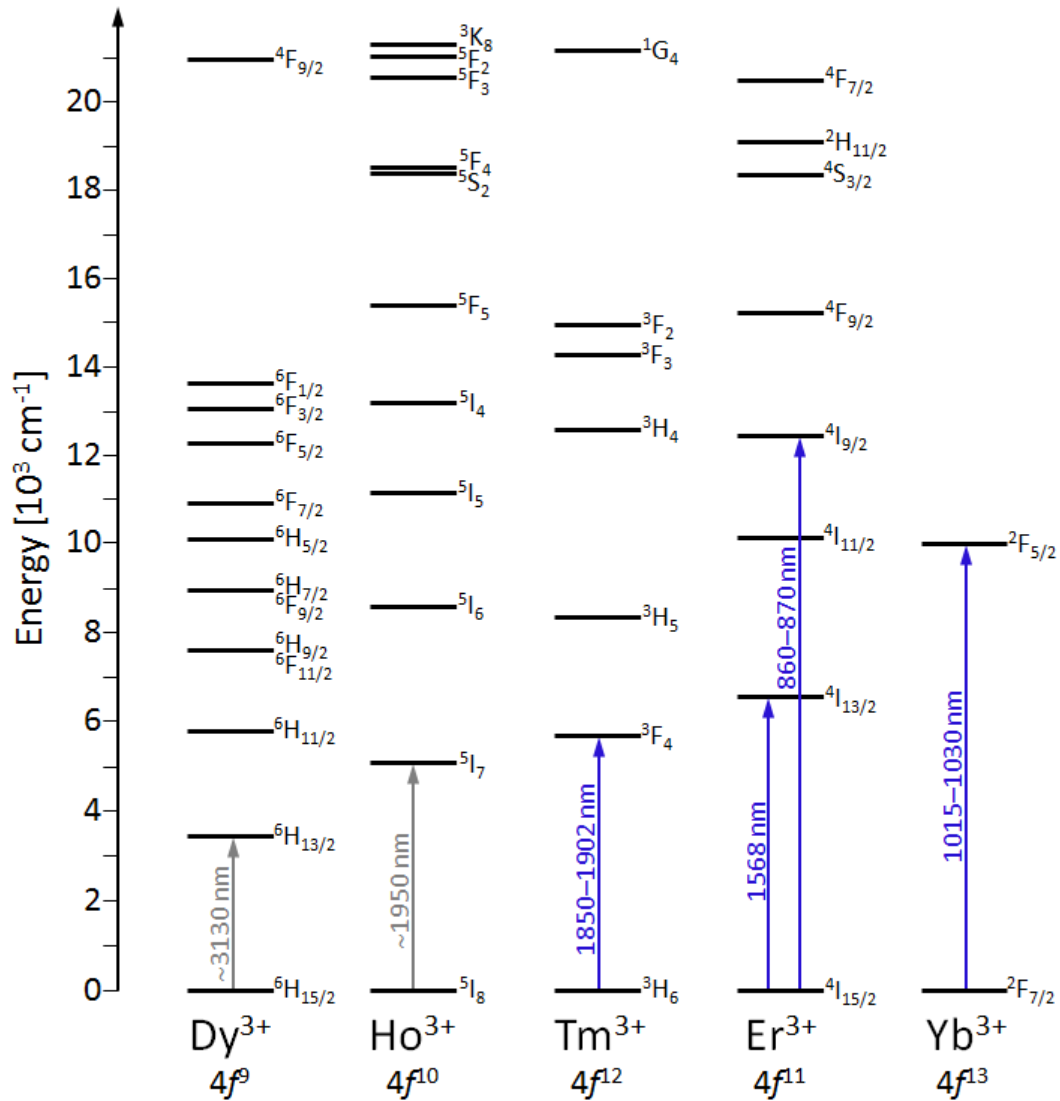 Energy [10³ cm⁻¹]
20
18
16
14
12
10
8
6
4
2
0
⁴F₉/₂
⁶F₁/₂
⁶F₃/₂
⁶F₅/₂
⁶F₇/₂
⁶H₅/₂
⁶H₇/₂
⁶F₉/₂
⁶H₉/₂
⁶F₁₁/₂
⁶H₁₁/₂
⁶H₁₃/₂
~3130 nm
⁶H₁₅/₂
Dy³⁺
4f⁹
³K₈
⁵F₂
⁵F₃
⁵F₄
⁵S₂
⁵F₅
⁵I₄
⁵I₅
⁵I₆
⁵I₇
~1950 nm
⁵I₈
Ho³⁺
4f¹⁰
¹G₄
³F₂
³F₃
³H₄
³H₅
³F₄
1850–1902 nm
³H₆
Tm³⁺
4f¹²
⁴F₇/₂
²H₁₁/₂
⁴S₃/₂
⁴F₉/₂
⁴I₉/₂
⁴I₁₁/₂
860–870 nm
⁴I₁₃/₂
1568 nm
⁴I₁₅/₂
Er³⁺
4f¹¹
²F₅/₂
1015–1030 nm
²F₇/₂
Yb³⁺
4f¹³